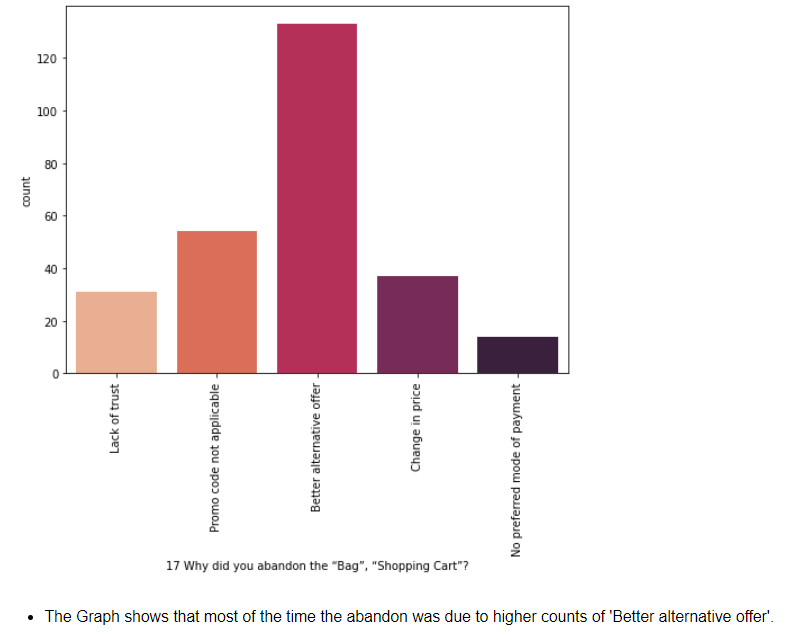 120
100
80
60
40
20
0
count
Lack of trust
Promo code not applicable
Better alternative offer
Change in price
No preferred mode of payment
17 Why did you abandon the “Bag”, “Shopping Cart”?
• The Graph shows that most of the time the abandon was due to higher counts of 'Better alternative offer'.